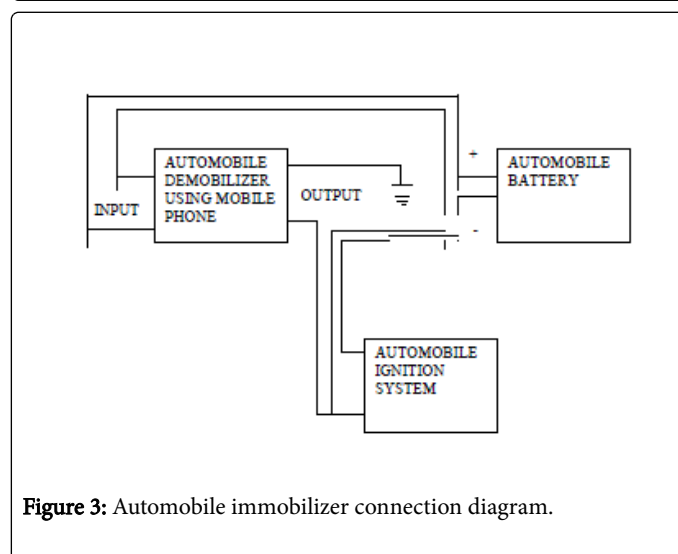 AUTOMOBILE
DEMOBILIZER
USING MOBILE
PHONE
INPUT
OUTPUT
+
-
AUTOMOBILE
BATTERY
AUTOMOBILE
IGNITION
SYSTEM
Figure 3: Automobile immobilizer connection diagram.